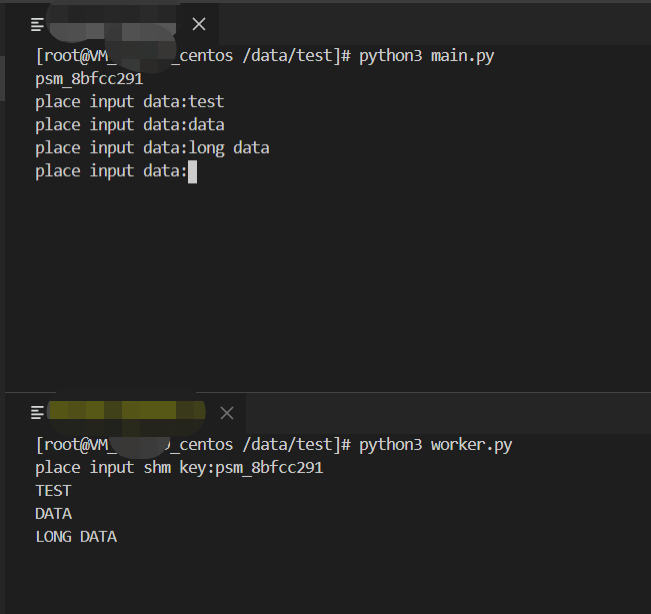 [root@VM_ _centos /data/test]# python3 main.py
psm_8bfcc291
place input data:test
place input data:data
place input data:long data
place input data:
[root@VM_ _centos /data/test]# python3 worker.py
place input shm key:psm_8bfcc291
TEST
DATA
LONG DATA